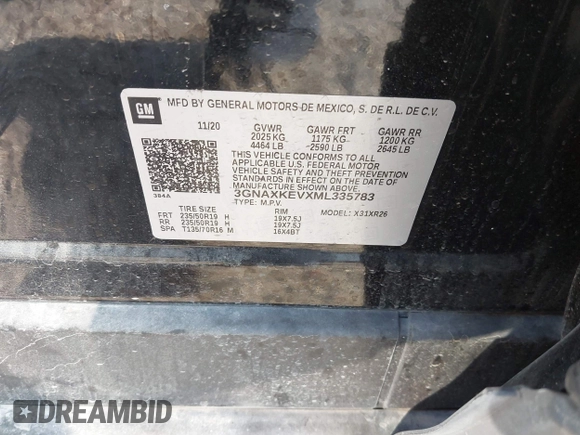 GM
MFD BY GENERAL MOTORS DE MEXICO, S. DE R.L. DE C.V.
11/20 GVWR GAWR FRT GAWR RR
2025 KG 1175 KG 1200 KG
4464 LB 2590 LB 2645 LB
THIS VEHICLE CONFORMS TO ALL
APPLICABLE U.S. FEDERAL MOTOR
VEHICLE SAFETY, BUMPER, AND THEFT
PREVENTION STANDARDS IN EFFECT ON
THE DATE OF MANUFACTURE SHOWN ABOVE.
3GNAXKEVXML335783
384A TYPE: M.P.V. MODEL: X31XR26
TIRE SIZE RIM
FRT 235/50R19 H 19X7.5J
RR 235/50R19 H 19X7.5J
SPA T135/70R16 M 16X4BT
DREAMBID